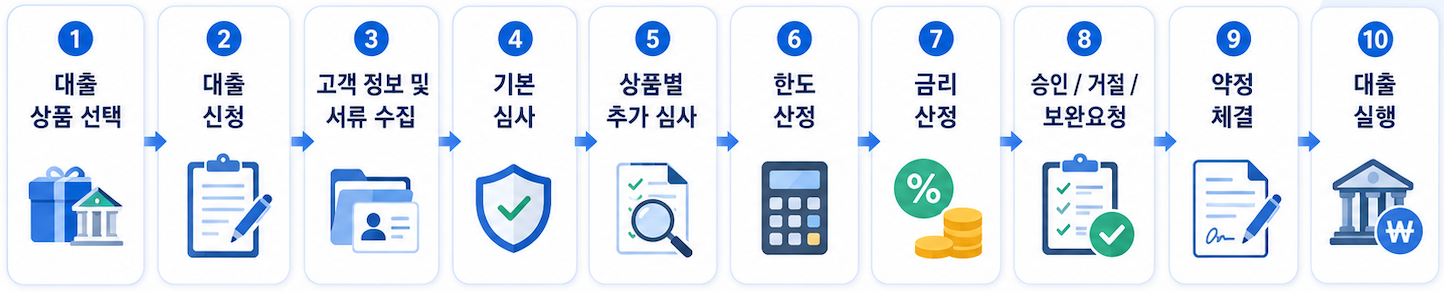 1
대출
상품 선택
2
대출
신청
3
고객 정보 및
서류 수집
4
기본
심사
5
상품별
추가 심사
6
한도
산정
7
금리
산정
%
8
승인 / 거절 /
보완요청
9
약정
체결
10
대출
실행
₩